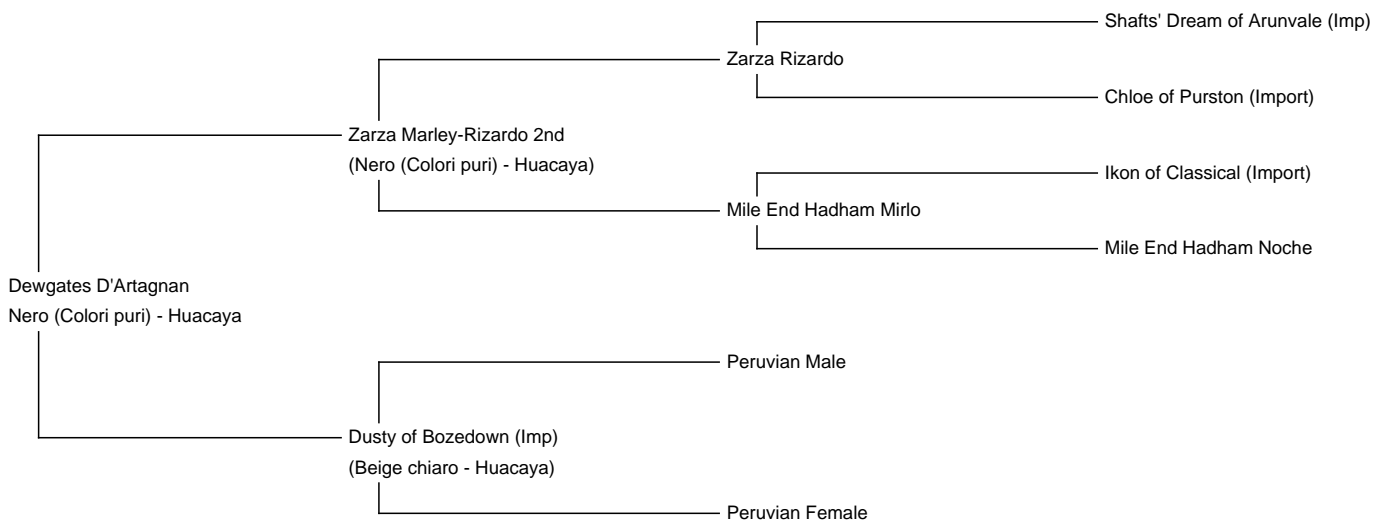 Shafts' Dream of Arunvale (Imp)
Zarza Rizardo
Chloe of Purston (Import)
Zarza Marley-Rizardo 2nd
(Nero (Colori puri) - Huacaya)
Ikon of Classical (Import)
Mile End Hadham Mirlo
Mile End Hadham Noche
Dewgates D'Artagnan
Nero (Colori puri) - Huacaya
Peruvian Male
Dusty of Bozedown (Imp)
(Beige chiaro - Huacaya)
Peruvian Female